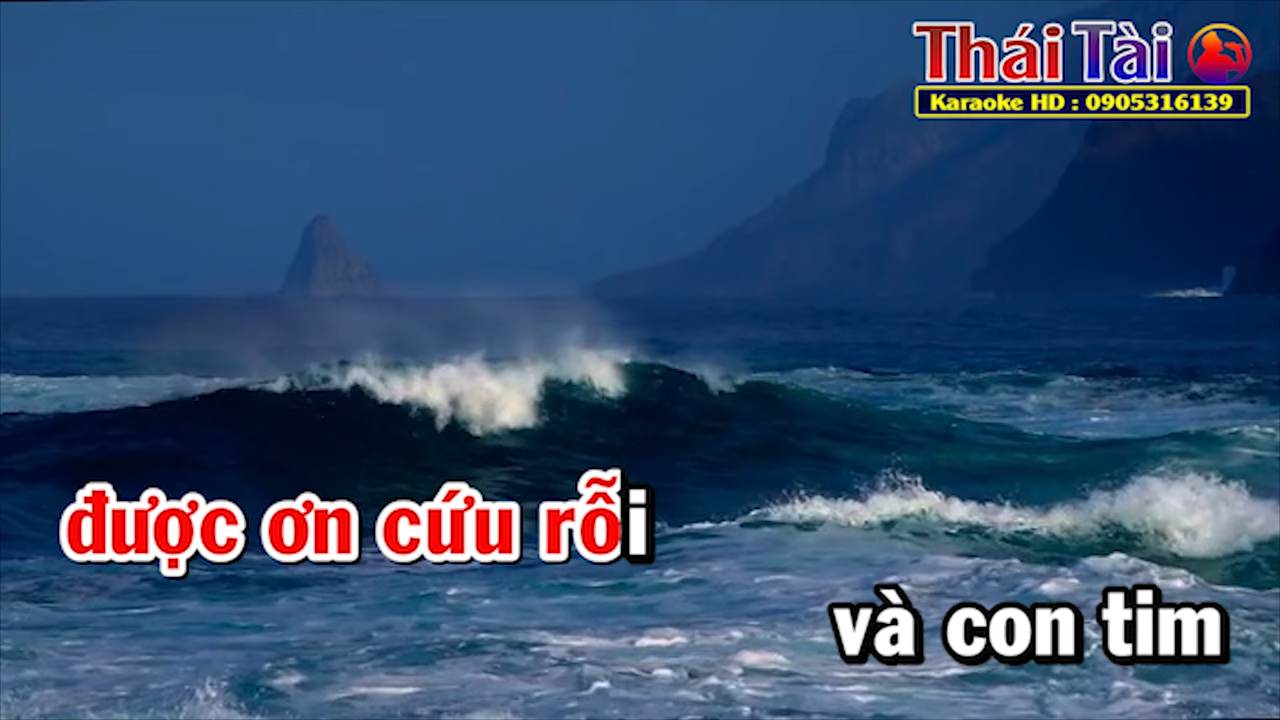 Thái Tài
Karaoke HD : 0905316139
được ơn cứu rỗi
và con tim